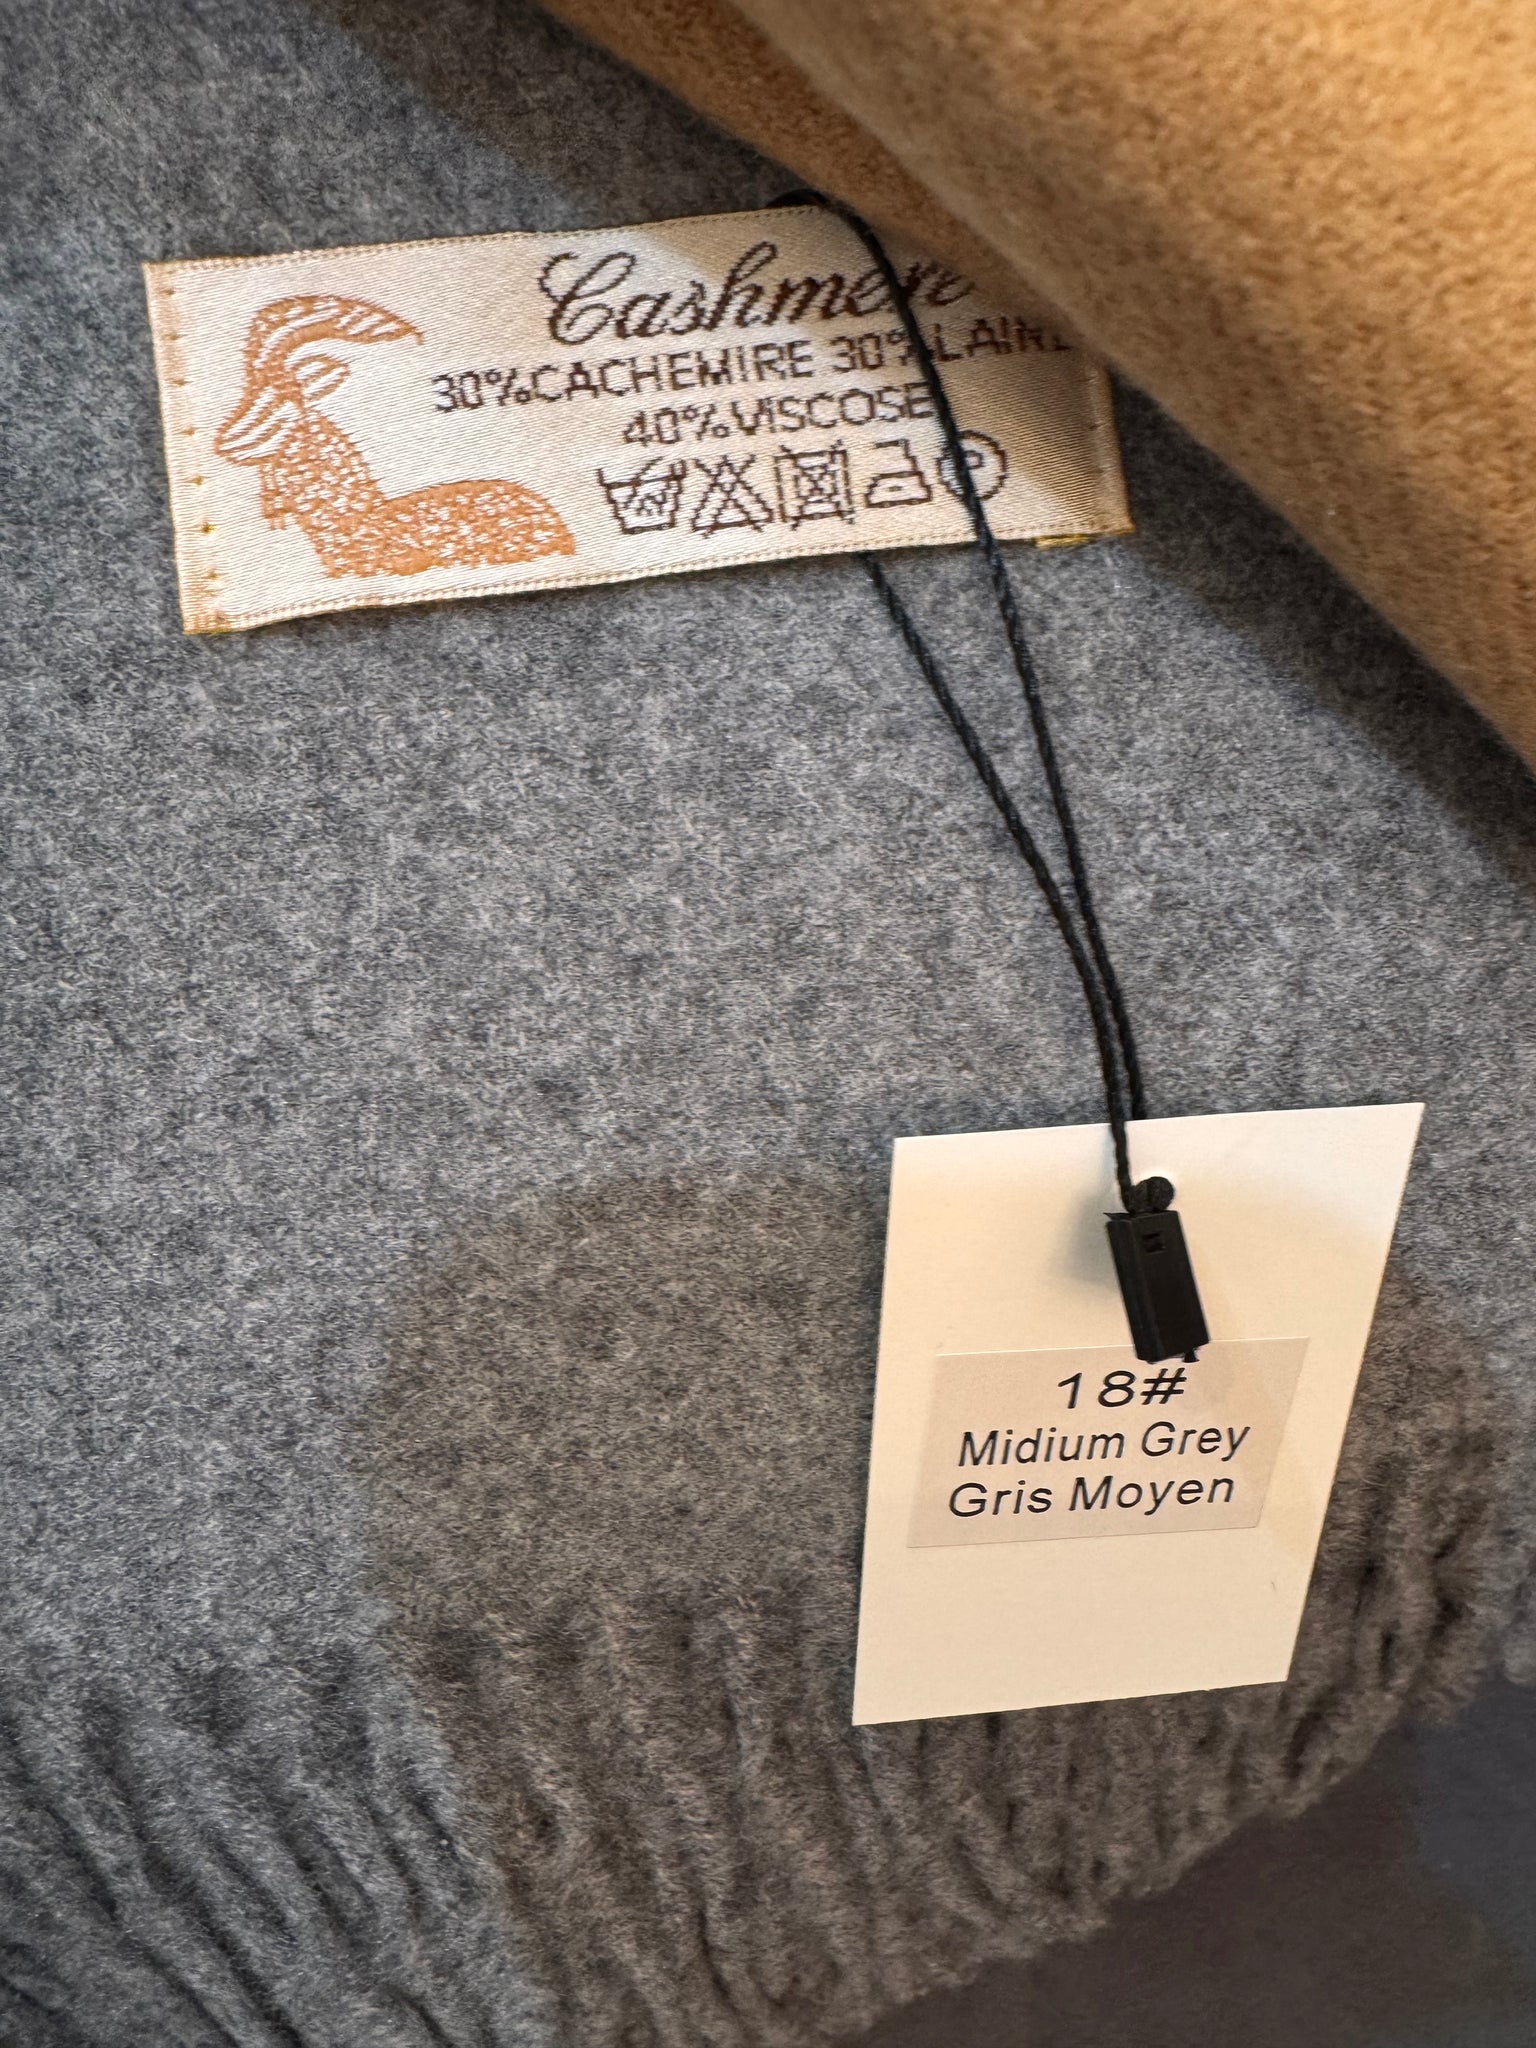 Cashmere
30%CACHEMIRE 30%LAINE
40%VISCOSE
P
18#
Midium Grey
Gris Moyen